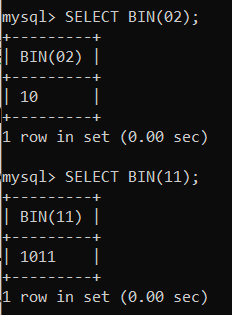 mysql> SELECT BIN(02);
+---------+
| BIN(02) |
+---------+
| 10      |
+---------+
1 row in set (0.00 sec)

mysql> SELECT BIN(11);
+---------+
| BIN(11) |
+---------+
| 1011    |
+---------+
1 row in set (0.00 sec)